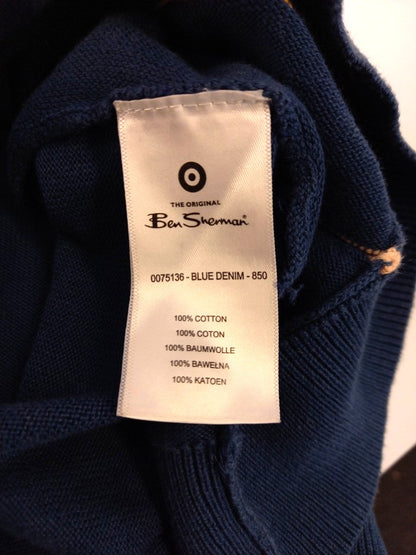 THE ORIGINAL
Ben Sherman
0075136 - BLUE DENIM - 850
100% COTTON
100% COTON
100% BAUMWOLLE
100% BAWEŁNA
100% KATOEN